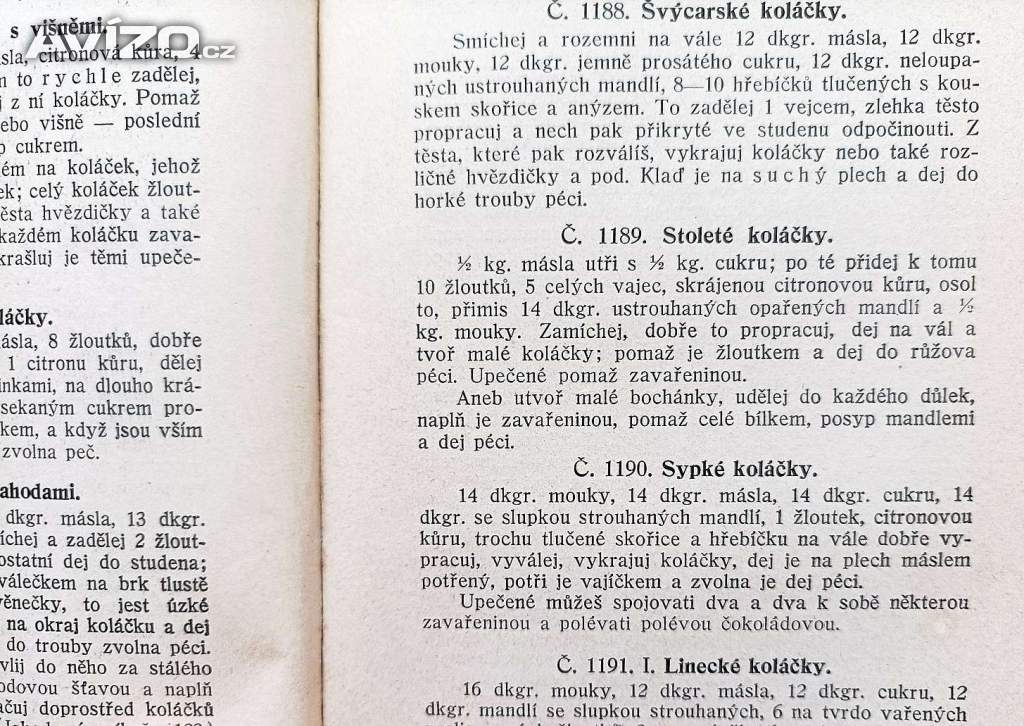 s višněmi.
Avízo.cz
sla, citronová kůra, 4
to rychle zadělej,
z ní koláčky. Pomaž
ebo višně — poslední
cukrem.
ém na koláček, jehož
ek; celý koláček žlout-
ěsta hvězdičky a také
každém koláčku zava-
krašluj je těmi upeče-
láčky.
ásla, 8 žloutků, dobře
1 citronu kůru, dělej
inkami, na dlouho krá-
sekaným cukrem pro-
kem, a když jsou vším
zvolna peč.
ahodami.
dkgr. másla, 13 dkgr.
íchej a zadělej 2 žlout-
ostatní dej do studena;
válečkem na brk tlustě
věnečky, to jest úzké
na okraj koláčku a dej
do trouby zvolna péci.
vlij do něho za stálého
odovou šťavou a naplň
ačuj doprostřed koláčků
Č. 1188. Švýcarské koláčky.
Smíchej a rozemni na vále 12 dkgr. másla, 12 dkgr.
mouky, 12 dkgr. jemně prosátého cukru, 12 dkgr. neloupa-
ných ustrouhaných mandlí, 8—10 hřebíčků tlučených s kou-
skem skořice a anýzem. To zadělej 1 vejcem, zlehka těsto
propracuj a nech pak přikryté ve studenu odpočinouti. Z
těsta, které pak rozválíš, vykrajuj koláčky nebo také roz-
ličné hvězdičky a pod. Klaď je na suchý plech a dej do
horké trouby péci.
Č. 1189. Stoleté koláčky.
½ kg. másla utři s ½ kg. cukru; po té přidej k tomu
10 žloutků, 5 celých vajec, skrájenou citronovou kůru, osol
to, přimis 14 dkgr. ustrouhaných opařených mandlí a ½
kg. mouky. Zamíchej, dobře to propracuj, dej na vál a
tvoř malé koláčky; pomaž je žloutkem a dej do růžova
péci. Upečené pomaž zavařeninou.
Aneb utvoř malé bochánky, udělej do každého důlek,
naplň je zavařeninou, pomaž celé bílkem, posyp mandlemi
a dej péci.
Č. 1190. Sypké koláčky.
14 dkgr. mouky, 14 dkgr. másla, 14 dkgr. cukru, 14
dkgr. se slupkou strouhaných mandlí, 1 žloutek, citronovou
kůru, trochu tlučené skořice a hřebíčku na vále dobře vy-
pracuj, vyválej, vykrajuj koláčky, dej je na plech máslem
potřený, potři je vajíčkem a zvolna je dej péci.
Upečené můžeš spojovati dva a dva k sobě některou
zavařeninou a polévati polévou čokoládovou.
Č. 1191. I. Linecké koláčky.
16 dkgr. mouky, 12 dkgr. másla, 12 dkgr. cukru, 12
dkgr. mandlí se slupkou strouhaných, 6 na tvrdo vařených